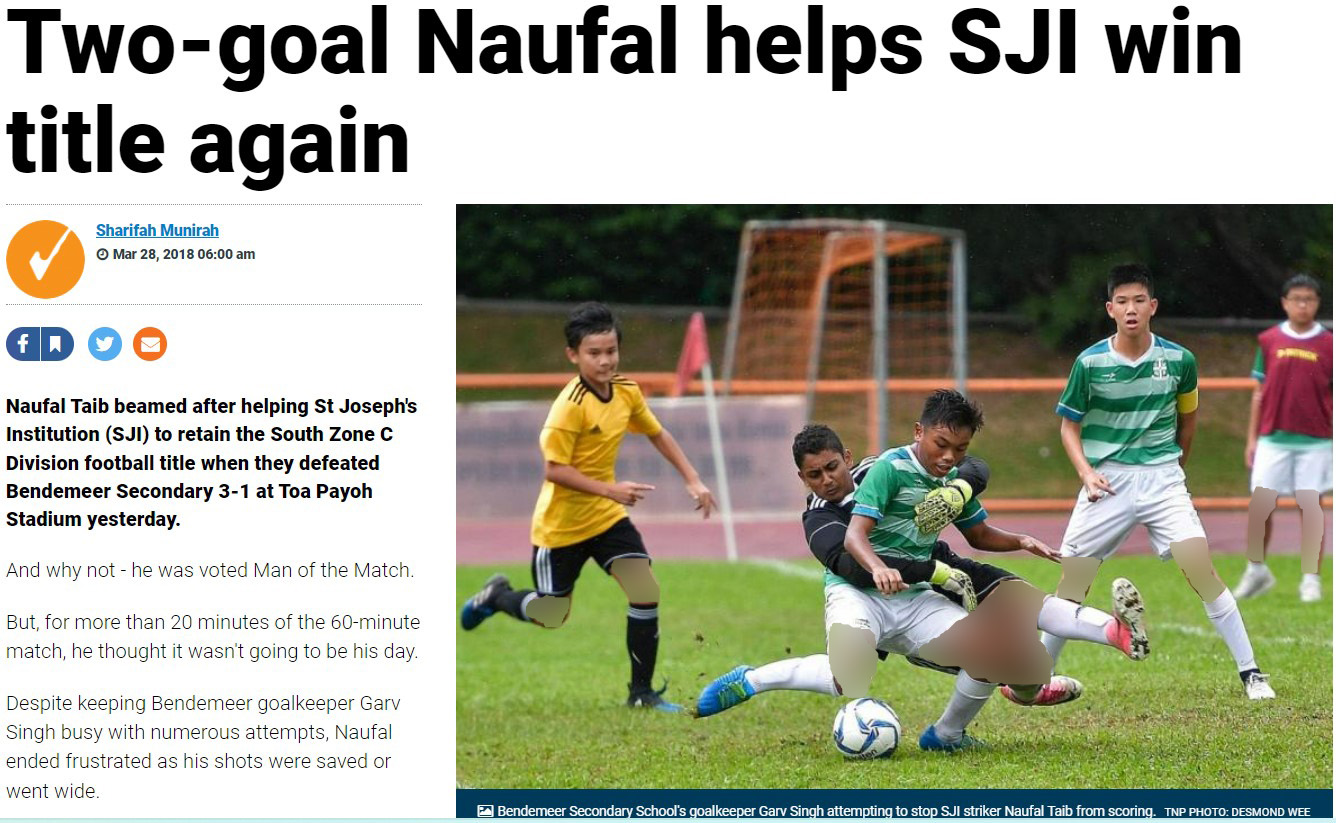 Two-goal Naufal helps SJI win
title again
Sharifah Munirah
Mar 28, 2018 06:00 am
Naufal Taib beamed after helping St Joseph's
Institution (SJI) to retain the South Zone C
Division football title when they defeated
Bendemeer Secondary 3-1 at Toa Payoh
Stadium yesterday.
And why not - he was voted Man of the Match.
But, for more than 20 minutes of the 60-minute
match, he thought it wasn't going to be his day.
Despite keeping Bendemeer goalkeeper Garv
Singh busy with numerous attempts, Naufal
ended frustrated as his shots were saved or
went wide.
Bendemeer Secondary School's goalkeeper Garv Singh attempting to stop SJI striker Naufal Taib from scoring. TNP PHOTO: DESMOND WEE